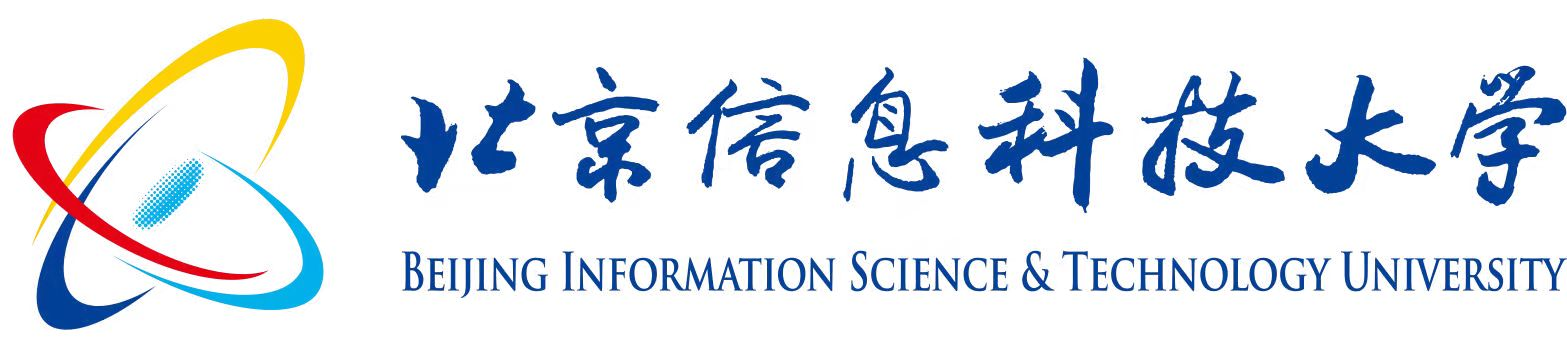 北京信息科技大学
BEIJING INFORMATION SCIENCE & TECHNOLOGY UNIVERSITY